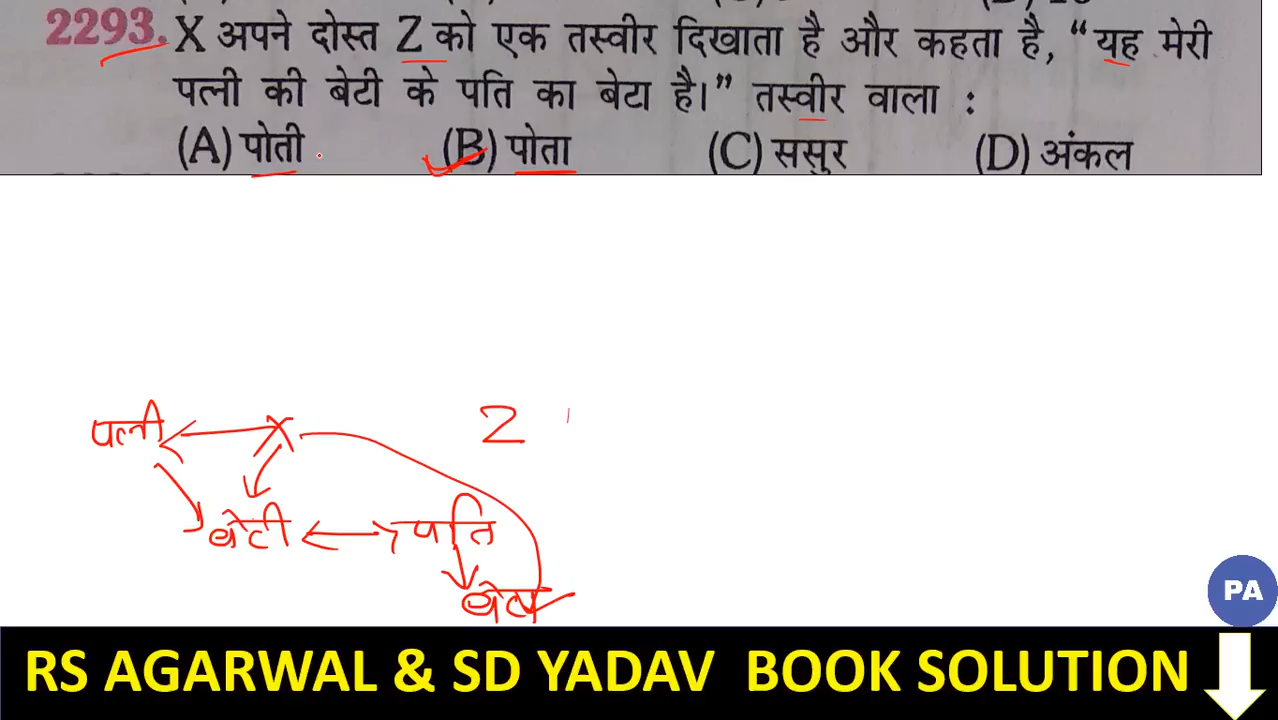 2293. X अपने दोस्त Z को एक तस्वीर दिखाता है और कहता है, “यह मेरी
पत्नी की बेटी के पति का बेटा है।” तस्वीर वाला :
(A) पोती (B) पोता (C) ससुर (D) अंकल
पत्नी X Z
बेटी पति
बेटा
PA
RS AGARWAL & SD YADAV BOOK SOLUTION